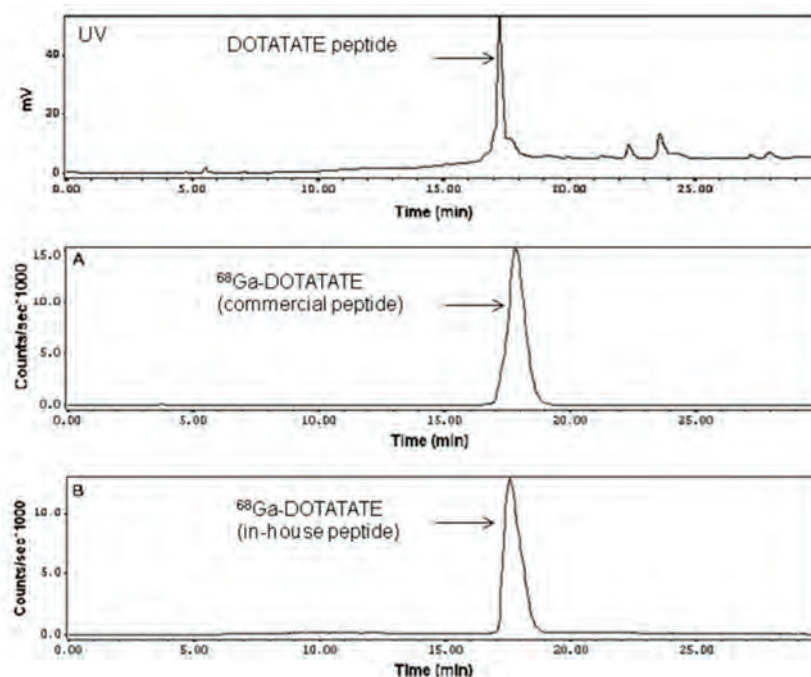 UV
DOTATATE peptide
mV
40
20
0
0.00 5.00 10.00 15.00 20.00 25.00
Time (min)
A
⁶⁸Ga-DOTATATE
(commercial peptide)
Counts/sec*1000
15.0
10.0
5.0
0.0
0.00 5.00 10.00 15.00 20.00 25.00
Time (min)
B
⁶⁸Ga-DOTATATE
(in-house peptide)
Counts/sec*1000
10.0
5.0
0.0
0.00 5.00 10.00 15.00 20.00 25.00
Time (min)